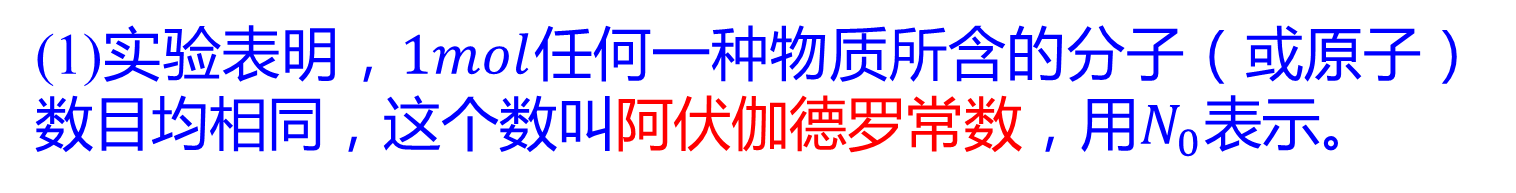 (1)实验表明，1mol任何一种物质所含的分子（或原子）
数目均相同，这个数叫阿伏伽德罗常数，用N₀表示。